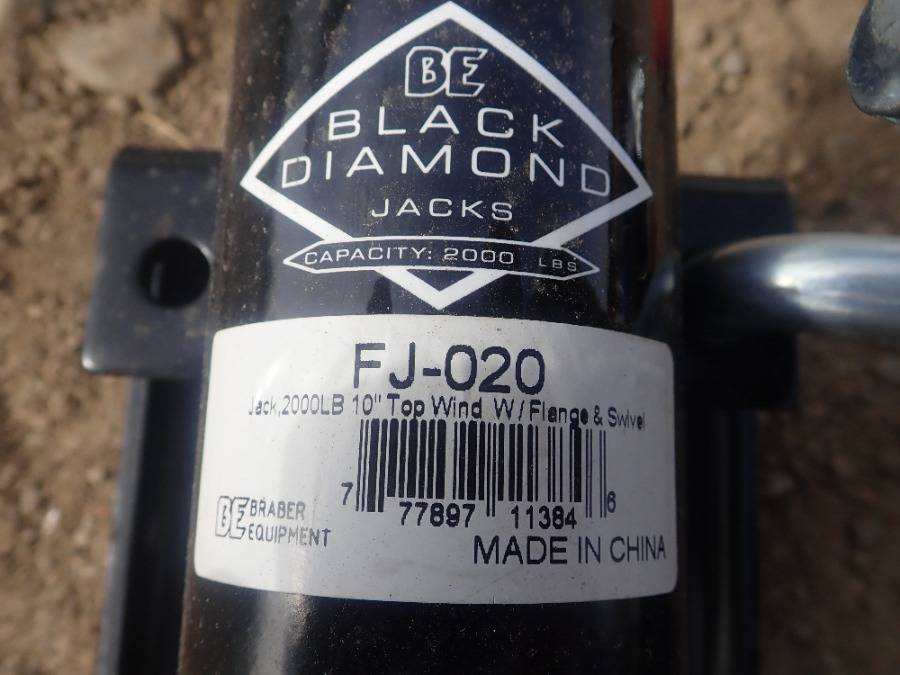 BE
BLACK
DIAMOND
JACKS
CAPACITY: 2000 LBS
FJ-020
Jack,2000LB 10" Top Wind W/Flange & Swivel
7 77897 11384 6
BE BRABER
EQUIPMENT
MADE IN CHINA